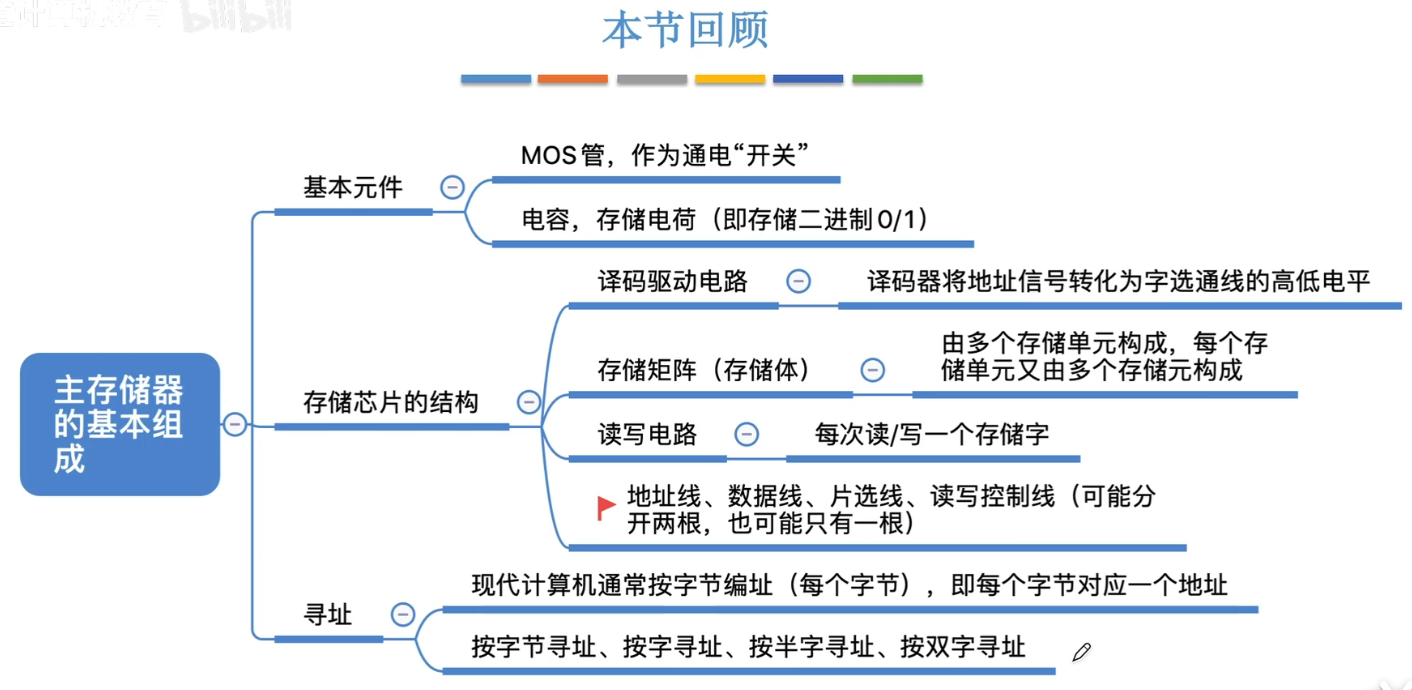 bilibili
本节回顾
MOS管，作为通电“开关”
基本元件
电容，存储电荷（即存储二进制0/1）
译码驱动电路
译码器将地址信号转化为字选通线的高低电平
由多个存储单元构成，每个存
储单元又由多个存储元构成
存储矩阵（存储体）
主存储器
的基本组
成
存储芯片的结构
读写电路
每次读/写一个存储字
地址线、数据线、片选线、读写控制线（可能分
开两根，也可能只有一根）
现代计算机通常按字节编址（每个字节），即每个字节对应一个地址
寻址
按字节寻址、按字寻址、按半字寻址、按双字寻址